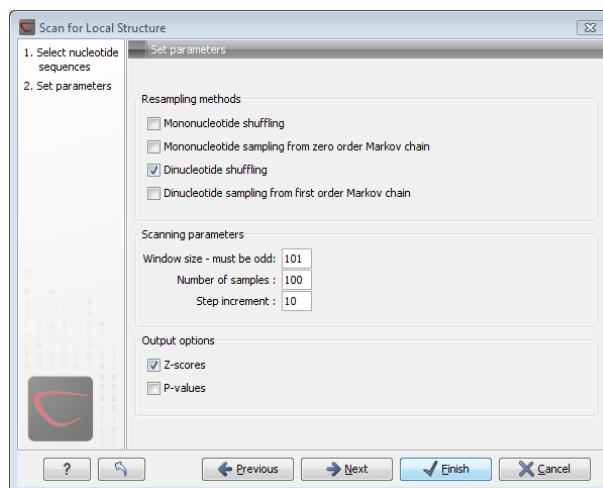 Scan for Local Structure
1. Select nucleotide
sequences
2. Set parameters
Set parameters
Resampling methods
Mononucleotide shuffling
Mononucleotide sampling from zero order Markov chain
Dinucleotide shuffling
Dinucleotide sampling from first order Markov chain
Scanning parameters
Window size - must be odd: 101
Number of samples : 100
Step increment : 10
Output options
Z-scores
P-values
? Previous Next Finish Cancel